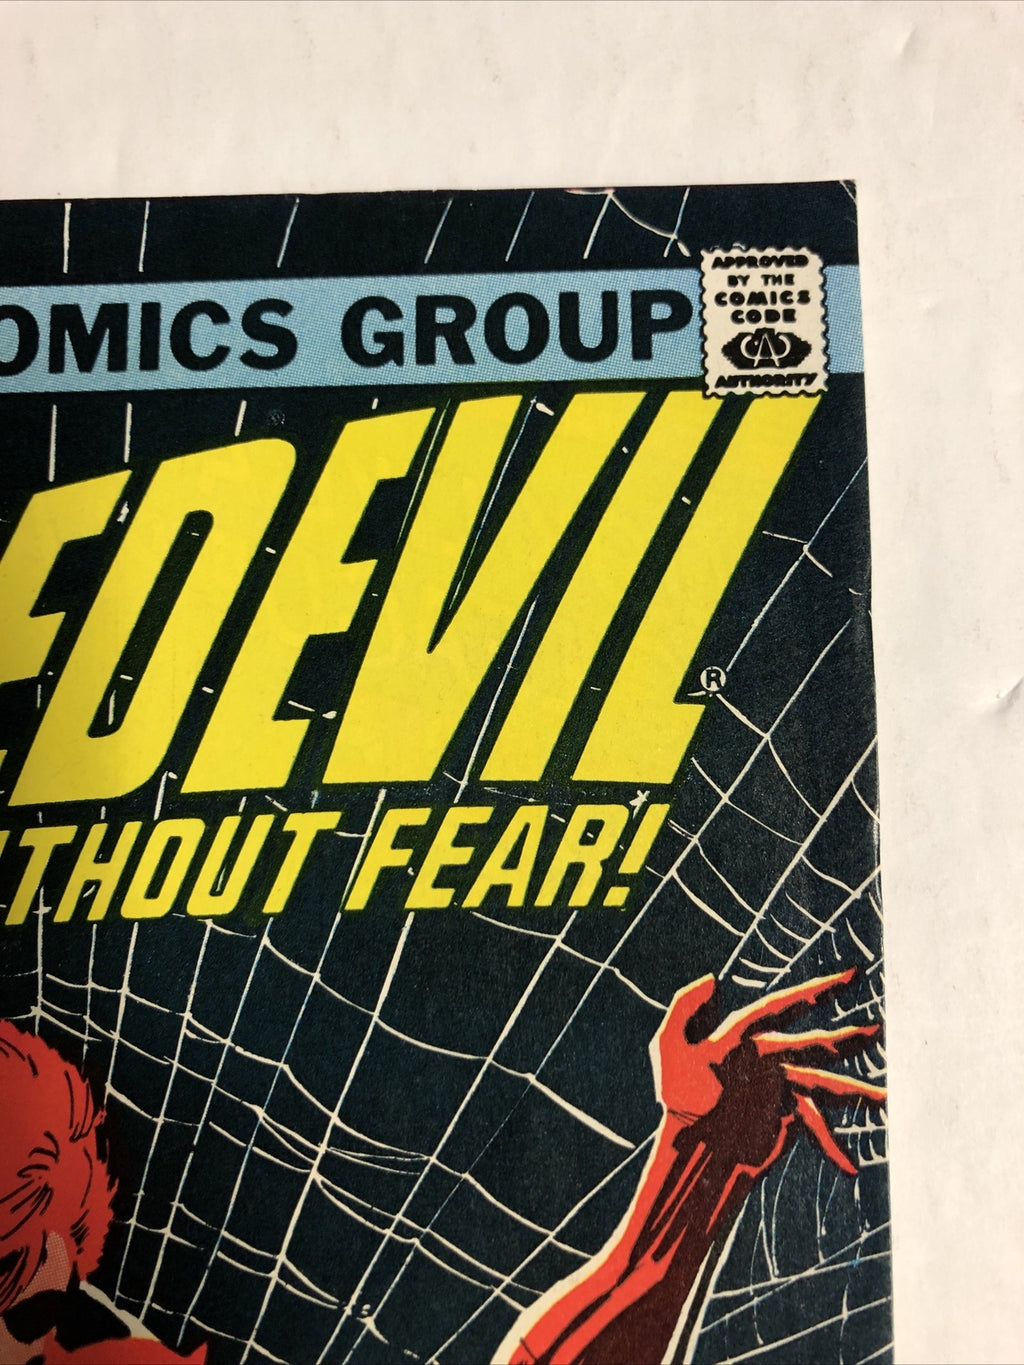 OMICS GROUP
APPROVED
BY THE
COMICS
CODE
A
AUTHORITY
EDEVIL®
ITHOUT FEAR!